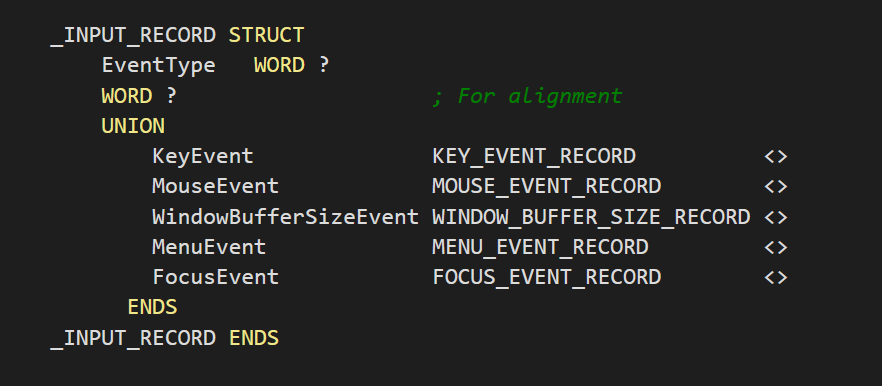 _INPUT_RECORD STRUCT
EventType WORD ?
WORD ? ; For alignment
UNION
KeyEvent KEY_EVENT_RECORD <>
MouseEvent MOUSE_EVENT_RECORD <>
WindowBufferSizeEvent WINDOW_BUFFER_SIZE_RECORD <>
MenuEvent MENU_EVENT_RECORD <>
FocusEvent FOCUS_EVENT_RECORD <>
ENDS
_INPUT_RECORD ENDS